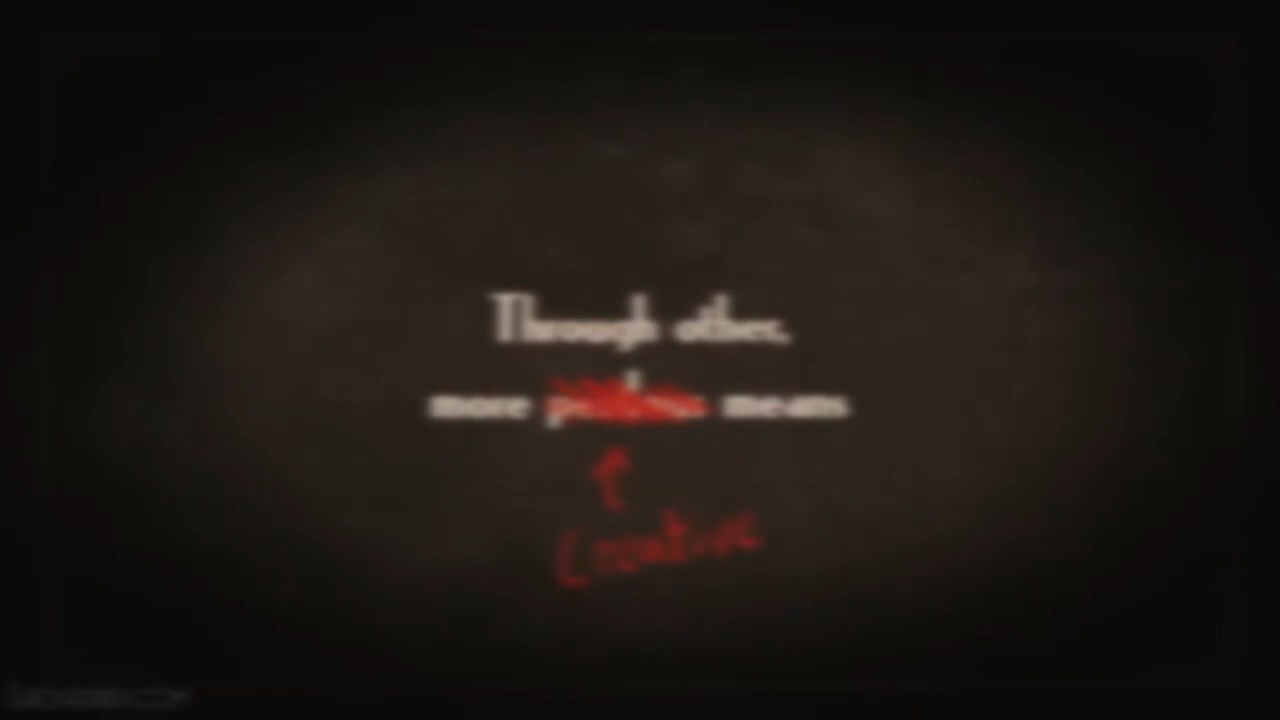 Through other,
more means
↑
Creative